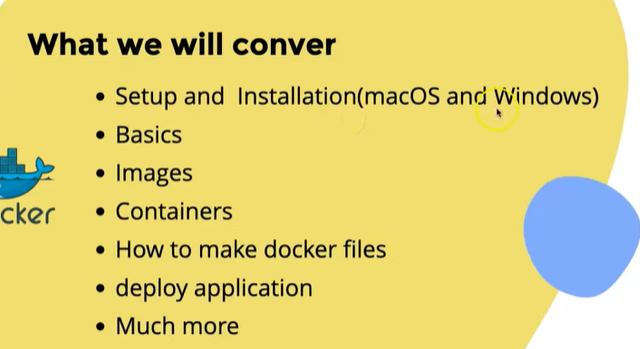 What we will conver
Setup and Installation(macOS and Windows)
Basics
Images
Containers
cker
How to make docker files
deploy application
Much more